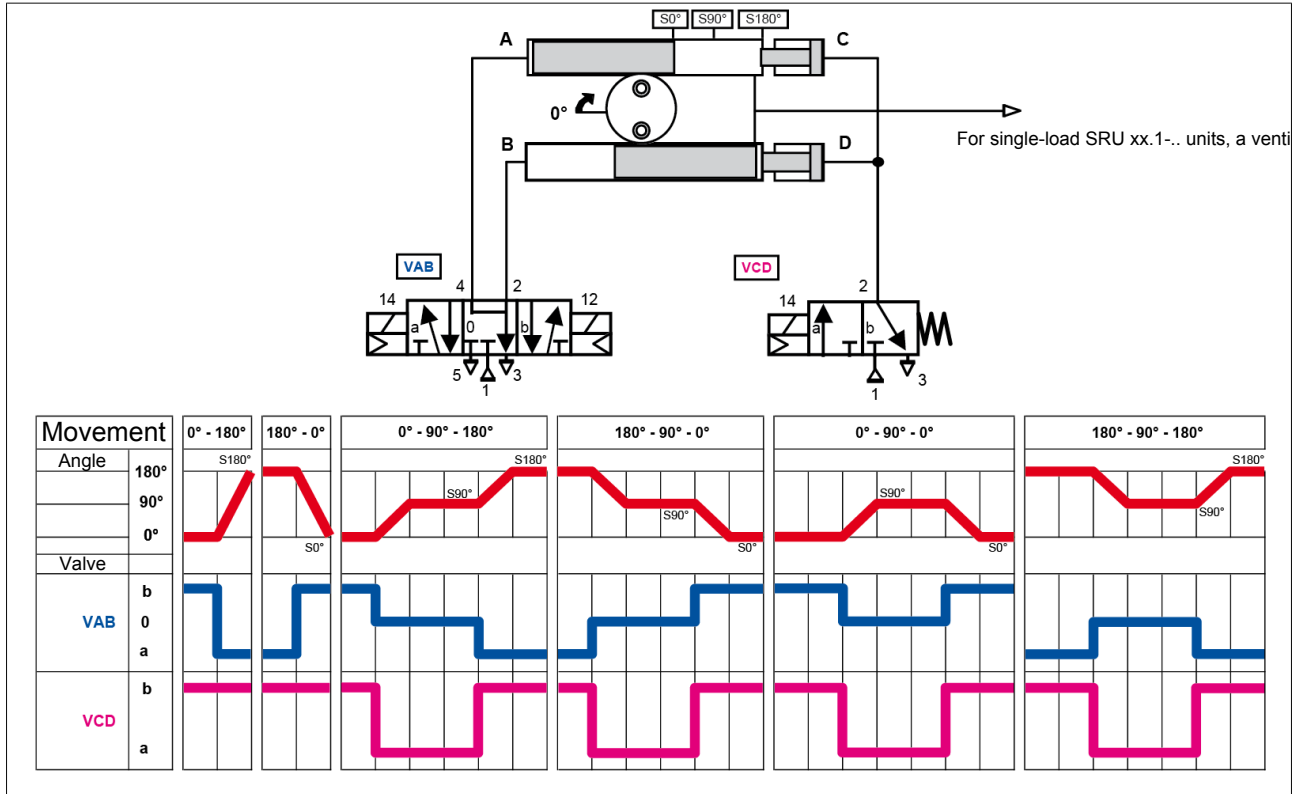 S0° S90° S180°
A C
0°
B D
For single-load SRU xx.1-.. units, a venti
VAB VCD
14 4 2 12 14 2
a 0 b a b
5 1 3 1 3
Movement 0° - 180° 180° - 0° 0° - 90° - 180° 180° - 90° - 0° 0° - 90° - 0° 180° - 90° - 180°
Angle S180° S180° S180°
180°
90° S90° S90° S90° S90°
0° S0° S0° S0°
Valve
b
VAB 0
a
b
VCD
a